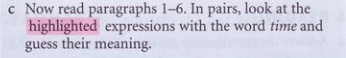 c Now read paragraphs 1–6. In pairs, look at the
highlighted expressions with the word time and
guess their meaning.